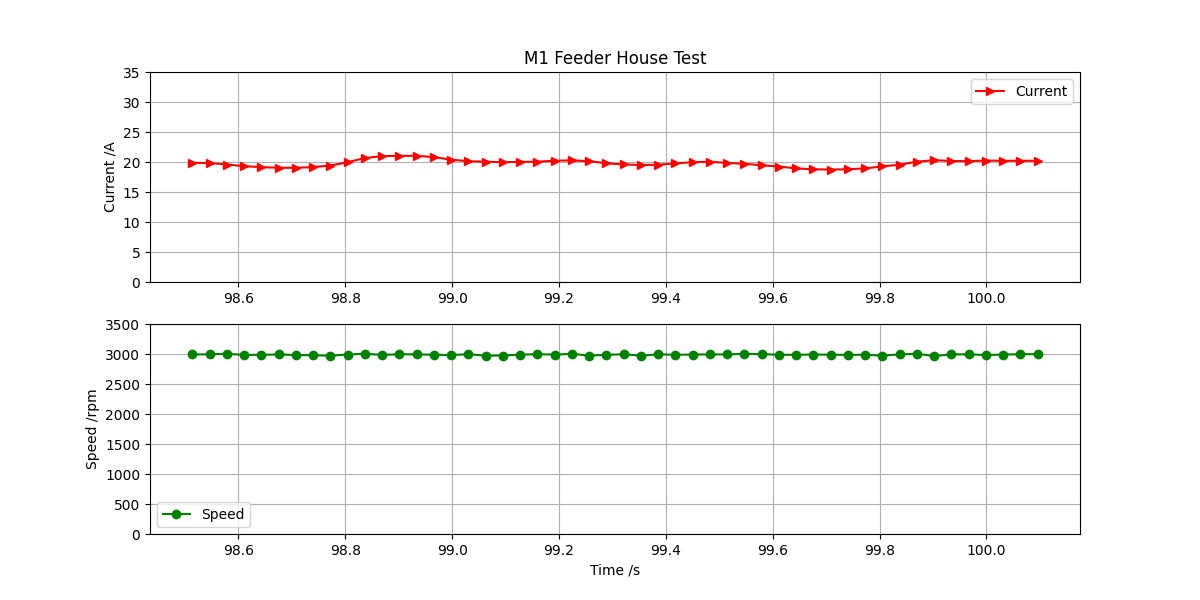 M1 Feeder House Test
35
30
25
20
15
10
5
0
Current /A
Current
98.6 98.8 99.0 99.2 99.4 99.6 99.8 100.0
3500
3000
2500
2000
1500
1000
500
0
Speed /rpm
Speed
98.6 98.8 99.0 99.2 99.4 99.6 99.8 100.0
Time /s